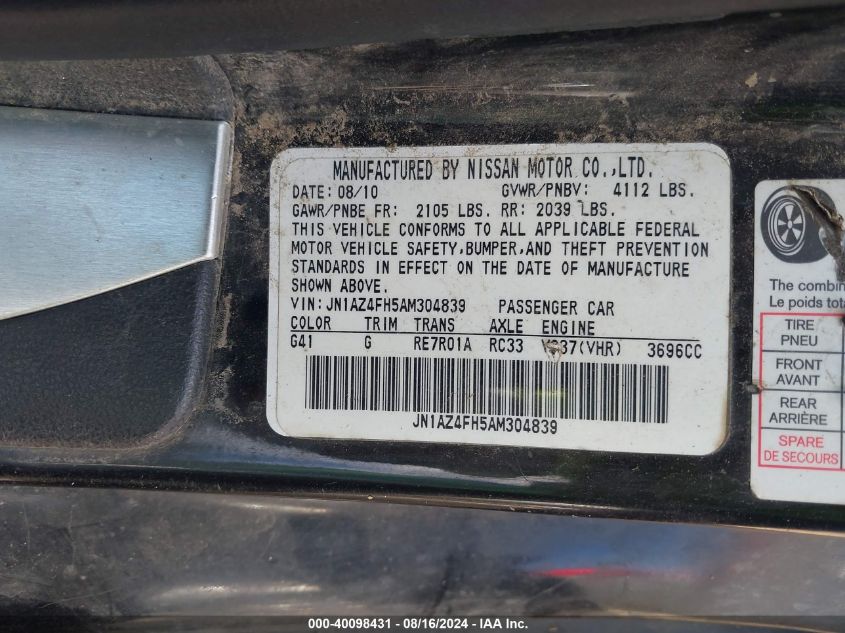 MANUFACTURED BY NISSAN MOTOR CO.,LTD.
DATE: 08/10 GVWR/PNBV: 4112 LBS.
GAWR/PNBE FR: 2105 LBS. RR: 2039 LBS.
THIS VEHICLE CONFORMS TO ALL APPLICABLE FEDERAL
MOTOR VEHICLE SAFETY,BUMPER,AND THEFT PREVENTION
STANDARDS IN EFFECT ON THE DATE OF MANUFACTURE
SHOWN ABOVE.
VIN: JN1AZ4FH5AM304839 PASSENGER CAR
COLOR TRIM TRANS AXLE ENGINE
G41 G RE7R01A RC33 VQ37(VHR) 3696CC
JN1AZ4FH5AM304839
The combin
Le poids tota
TIRE
PNEU
FRONT
AVANT
REAR
ARRIÈRE
SPARE
DE SECOURS
000-40098431 - 08/16/2024 - IAA Inc.